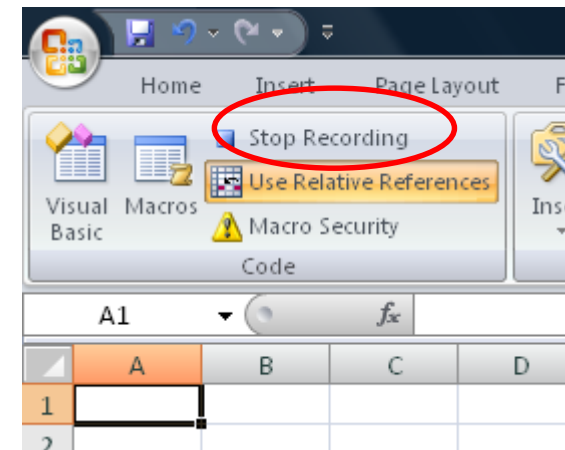 Home Insert Page Layout F
Stop Recording
Use Relative References
Macro Security
Visual Basic
Macros
Ins
Code
A1 fx
A B C D
1
2